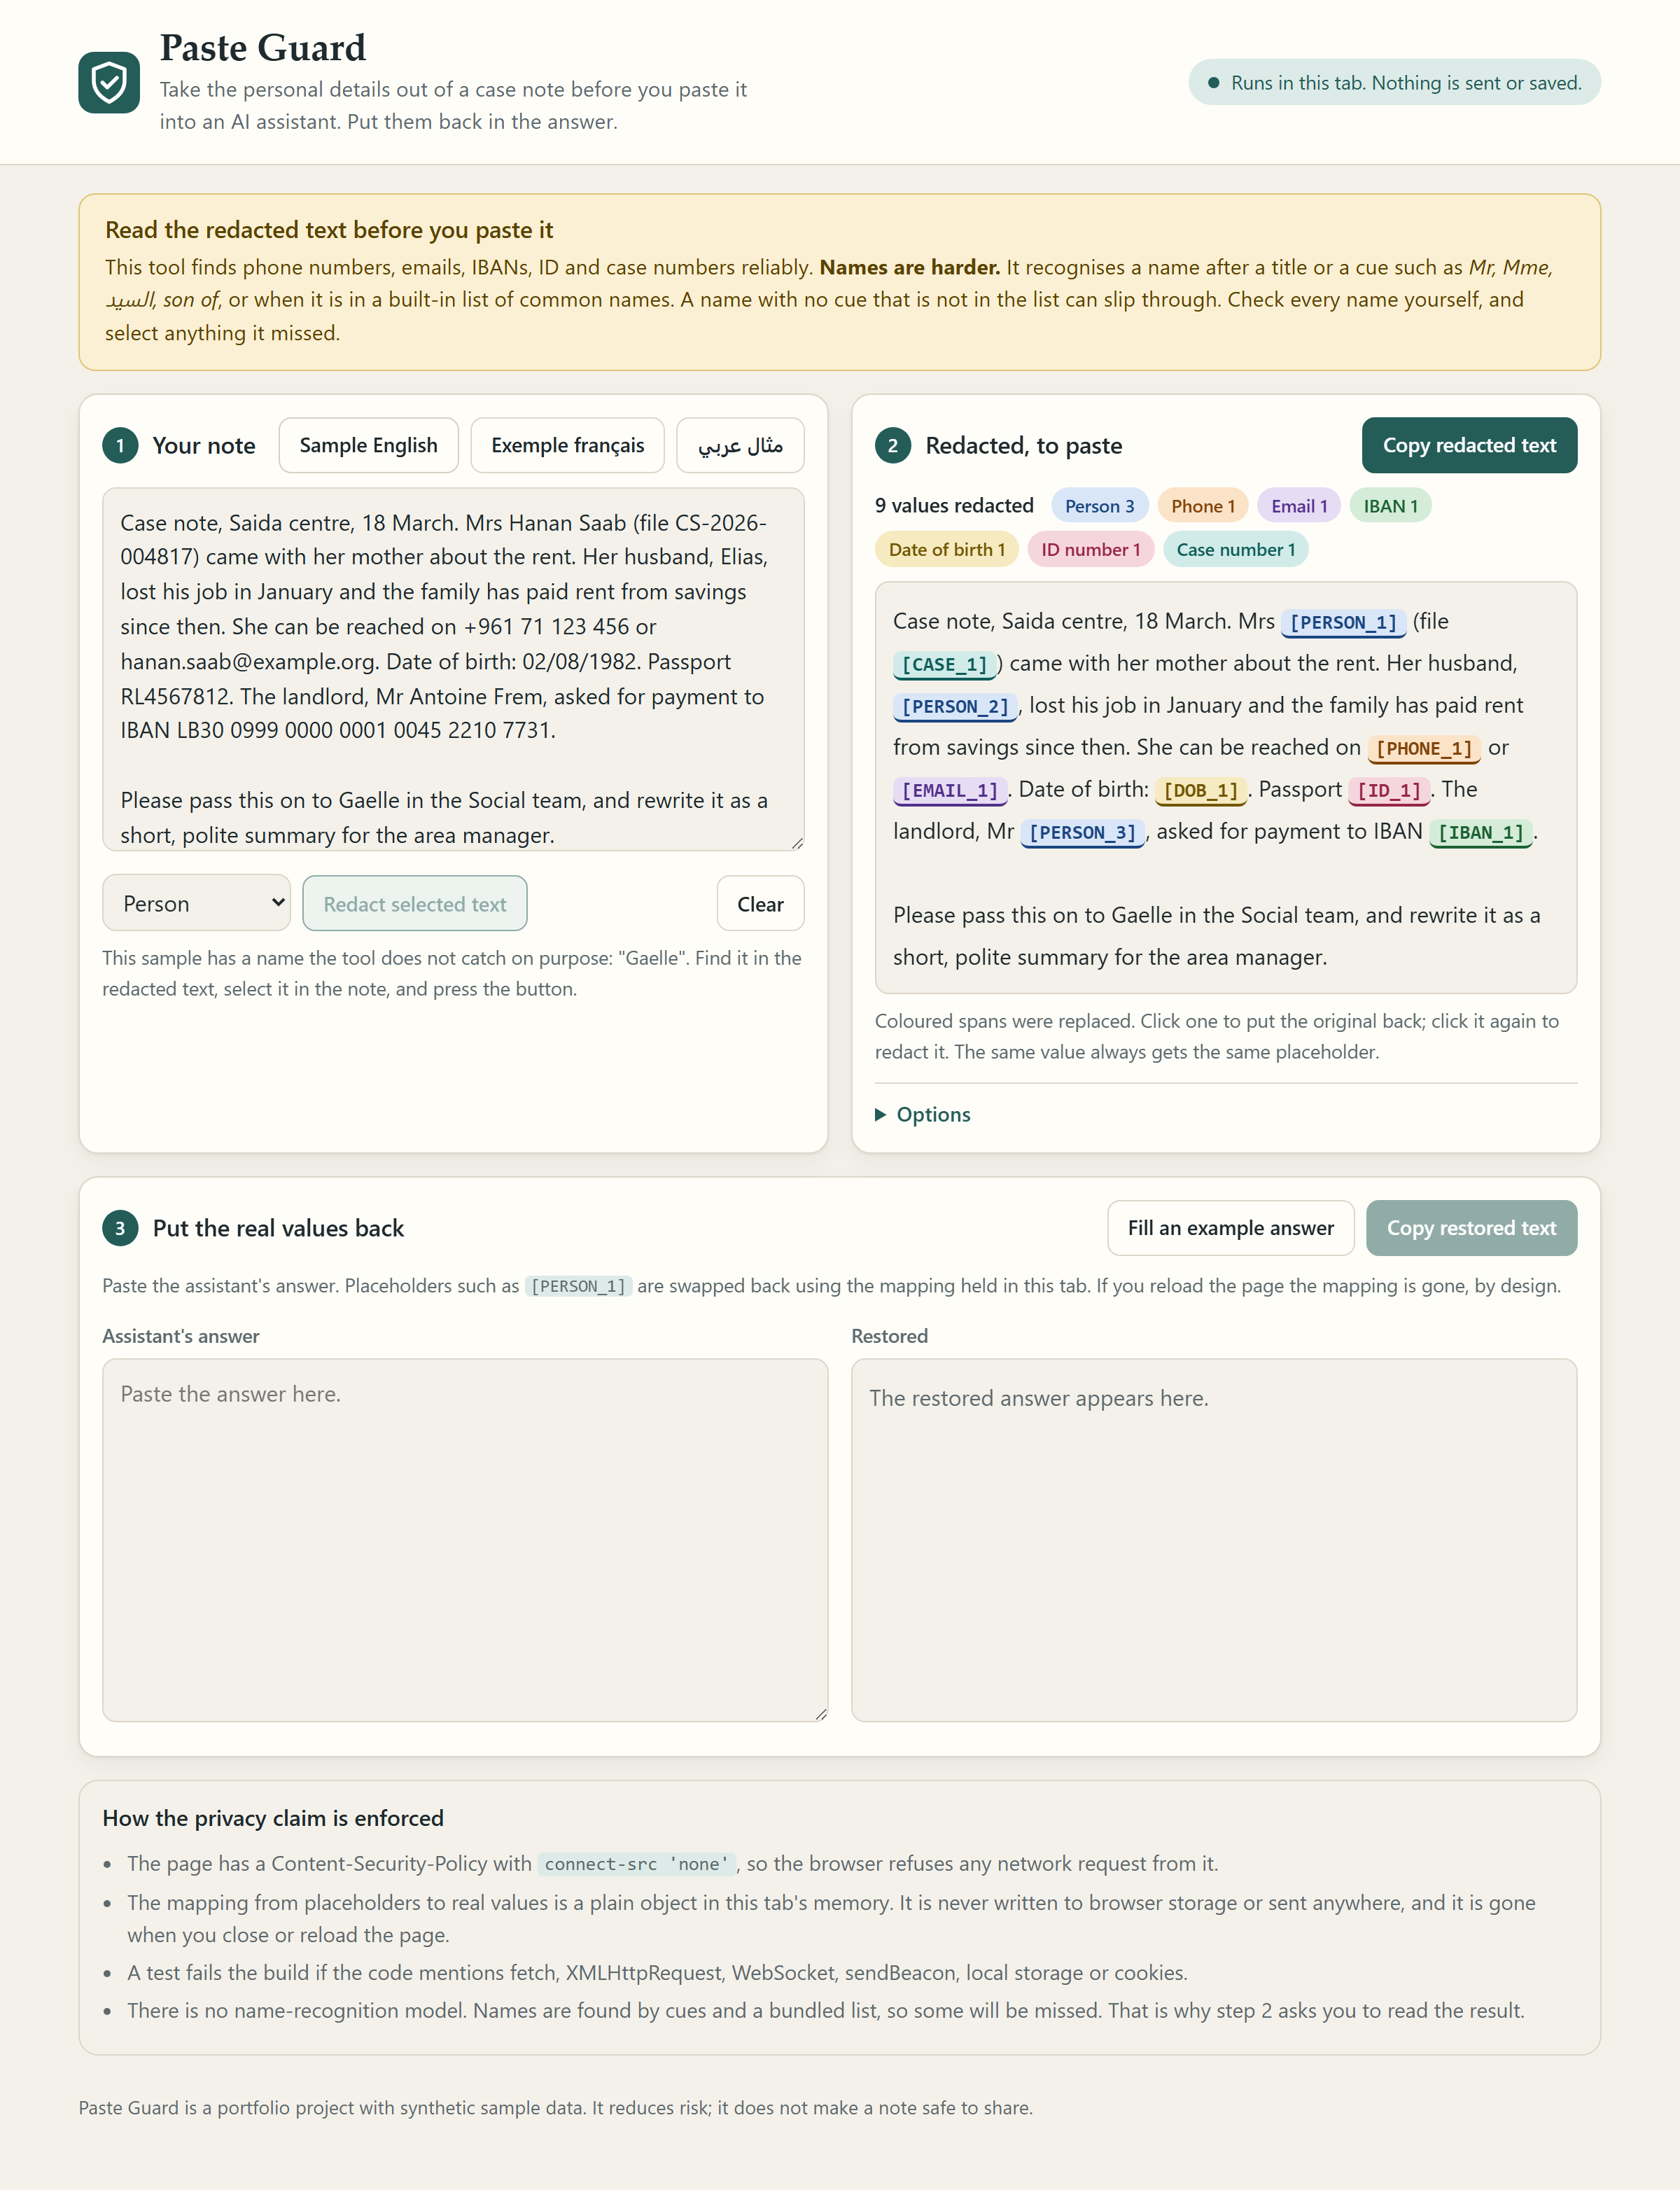 Paste Guard
Take the personal details out of a case note before you paste it
into an AI assistant. Put them back in the answer.
Runs in this tab. Nothing is sent or saved.
Read the redacted text before you paste it
This tool finds phone numbers, emails, IBANs, ID and case numbers reliably. Names are harder. It recognises a name after a title or a cue such as Mr, Mme,
السيد, son of, or when it is in a built-in list of common names. A name with no cue that is not in the list can slip through. Check every name yourself, and
select anything it missed.
1 Your note
Sample English
Exemple français
مثال عربي
Case note, Saida centre, 18 March. Mrs Hanan Saab (file CS-2026-
004817) came with her mother about the rent. Her husband, Elias,
lost his job in January and the family has paid rent from savings
since then. She can be reached on +961 71 123 456 or
hanan.saab@example.org. Date of birth: 02/08/1982. Passport
RL4567812. The landlord, Mr Antoine Frem, asked for payment to
IBAN LB30 0999 0000 0001 0045 2210 7731.
Please pass this on to Gaelle in the Social team, and rewrite it as a
short, polite summary for the area manager.
Person
Redact selected text
Clear
This sample has a name the tool does not catch on purpose: "Gaelle". Find it in the
redacted text, select it in the note, and press the button.
2 Redacted, to paste
Copy redacted text
9 values redacted Person 3 Phone 1 Email 1 IBAN 1
Date of birth 1 ID number 1 Case number 1
Case note, Saida centre, 18 March. Mrs [PERSON_1] (file
[CASE_1]) came with her mother about the rent. Her husband,
[PERSON_2], lost his job in January and the family has paid rent
from savings since then. She can be reached on [PHONE_1] or
[EMAIL_1]. Date of birth: [DOB_1]. Passport [ID_1]. The
landlord, Mr [PERSON_3], asked for payment to IBAN [IBAN_1].
Please pass this on to Gaelle in the Social team, and rewrite it as a
short, polite summary for the area manager.
Coloured spans were replaced. Click one to put the original back; click it again to
redact it. The same value always gets the same placeholder.
Options
3 Put the real values back
Fill an example answer
Copy restored text
Paste the assistant's answer. Placeholders such as [PERSON_1] are swapped back using the mapping held in this tab. If you reload the page the mapping is gone, by design.
Assistant's answer
Paste the answer here.
Restored
The restored answer appears here.
How the privacy claim is enforced
• The page has a Content-Security-Policy with connect-src 'none', so the browser refuses any network request from it.
• The mapping from placeholders to real values is a plain object in this tab's memory. It is never written to browser storage or sent anywhere, and it is gone
when you close or reload the page.
• A test fails the build if the code mentions fetch, XMLHttpRequest, WebSocket, sendBeacon, local storage or cookies.
• There is no name-recognition model. Names are found by cues and a bundled list, so some will be missed. That is why step 2 asks you to read the result.
Paste Guard is a portfolio project with synthetic sample data. It reduces risk; it does not make a note safe to share.